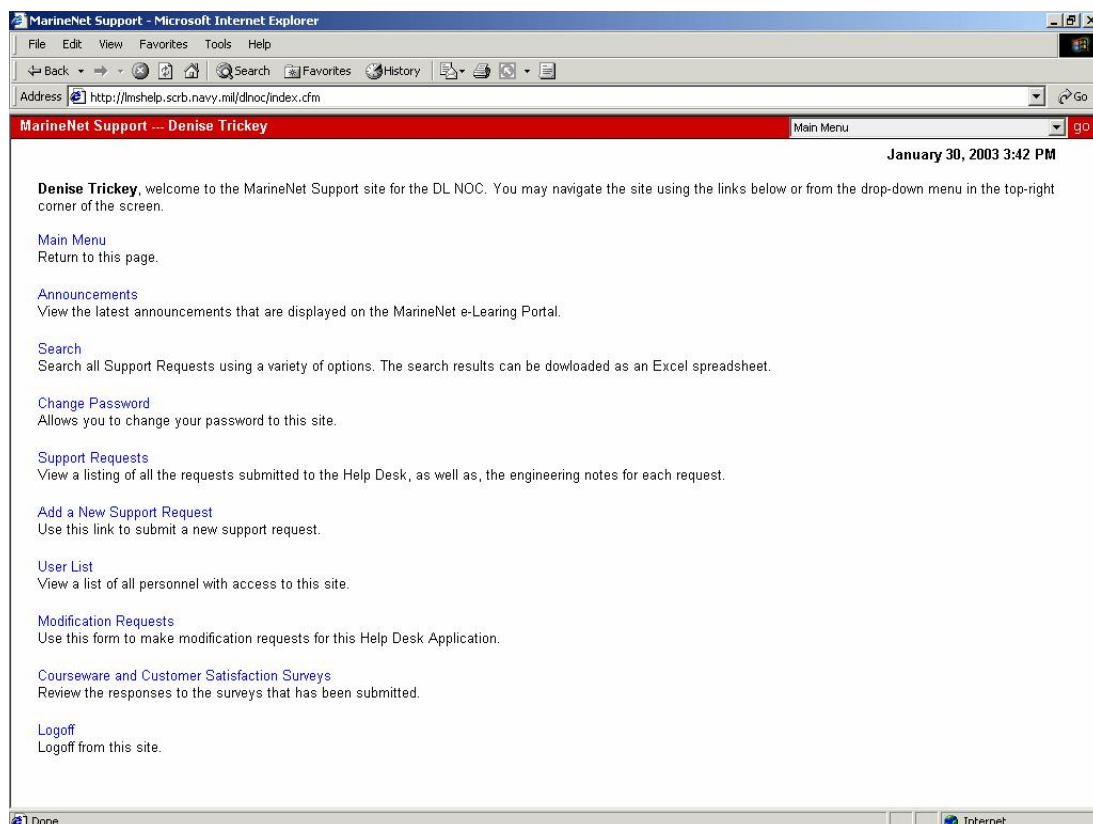 MarineNet Support - Microsoft Internet Explorer
File Edit View Favorites Tools Help
Back Search Favorites History
Address http://lmshelp.scrb.navy.mil/dlnoc/index.cfm Go
MarineNet Support --- Denise Trickey Main Menu go
January 30, 2003 3:42 PM
Denise Trickey, welcome to the MarineNet Support site for the DL NOC. You may navigate the site using the links below or from the drop-down menu in the top-right
corner of the screen.
Main Menu
Return to this page.
Announcements
View the latest announcements that are displayed on the MarineNet e-Learing Portal.
Search
Search all Support Requests using a variety of options. The search results can be dowloaded as an Excel spreadsheet.
Change Password
Allows you to change your password to this site.
Support Requests
View a listing of all the requests submitted to the Help Desk, as well as, the engineering notes for each request.
Add a New Support Request
Use this link to submit a new support request.
User List
View a list of all personnel with access to this site.
Modification Requests
Use this form to make modification requests for this Help Desk Application.
Courseware and Customer Satisfaction Surveys
Review the responses to the surveys that has been submitted.
Logoff
Logoff from this site.
Done Internet